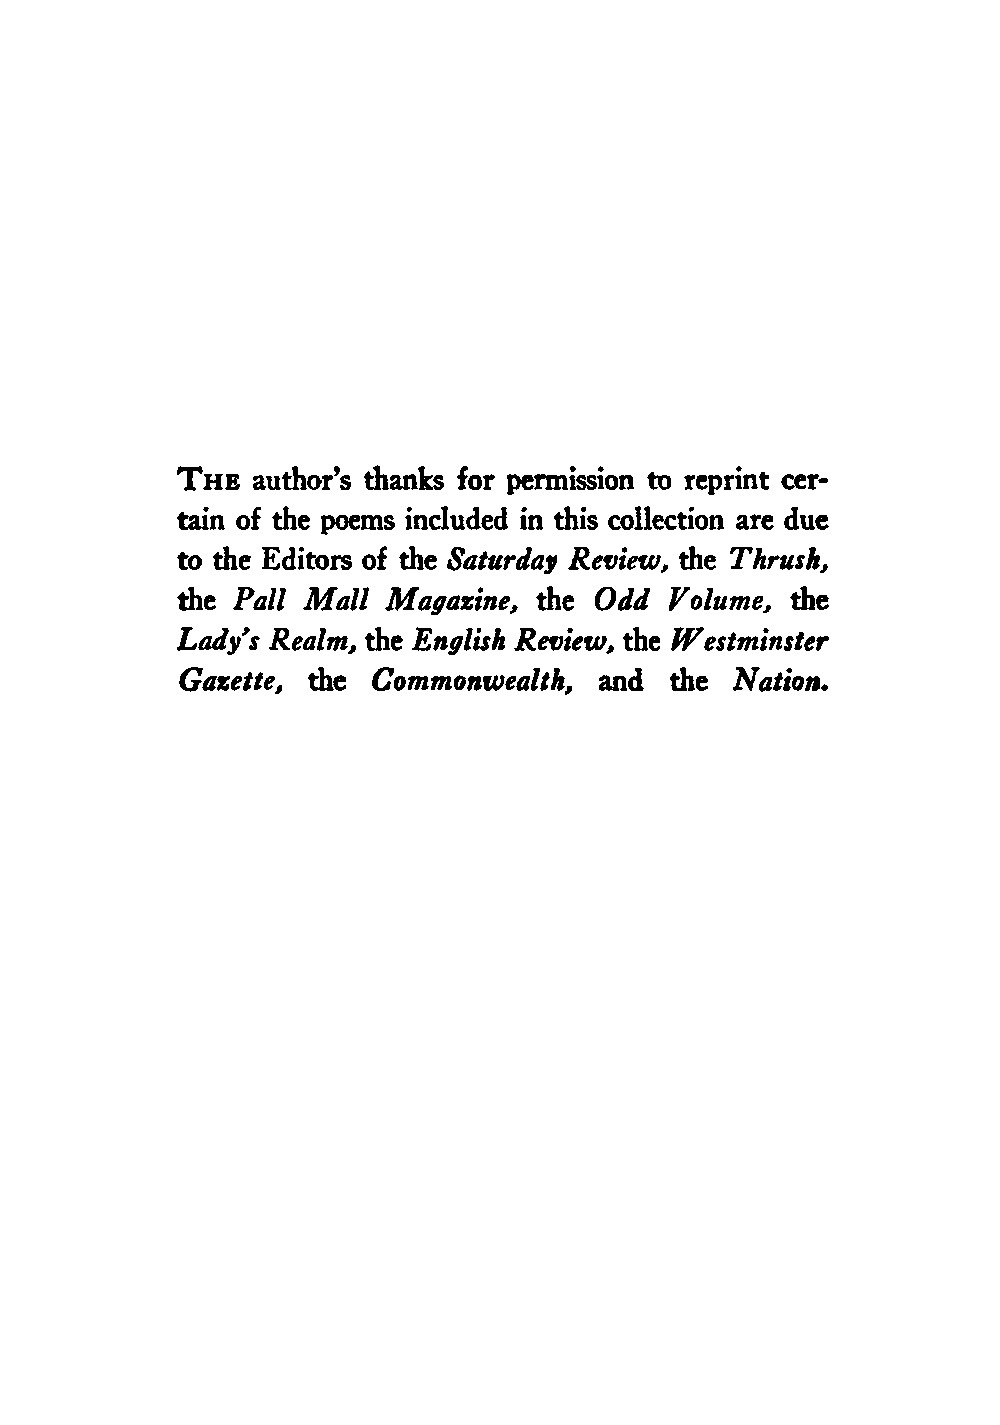 THE author's thanks for permission to reprint cer-
tain of the poems included in this collection are due
to the Editors of the Saturday Review, the Thrush,
the Pall Mall Magazine, the Odd Volume, the
Lady's Realm, the English Review, the Westminster
Gazette, the Commonwealth, and the Nation.